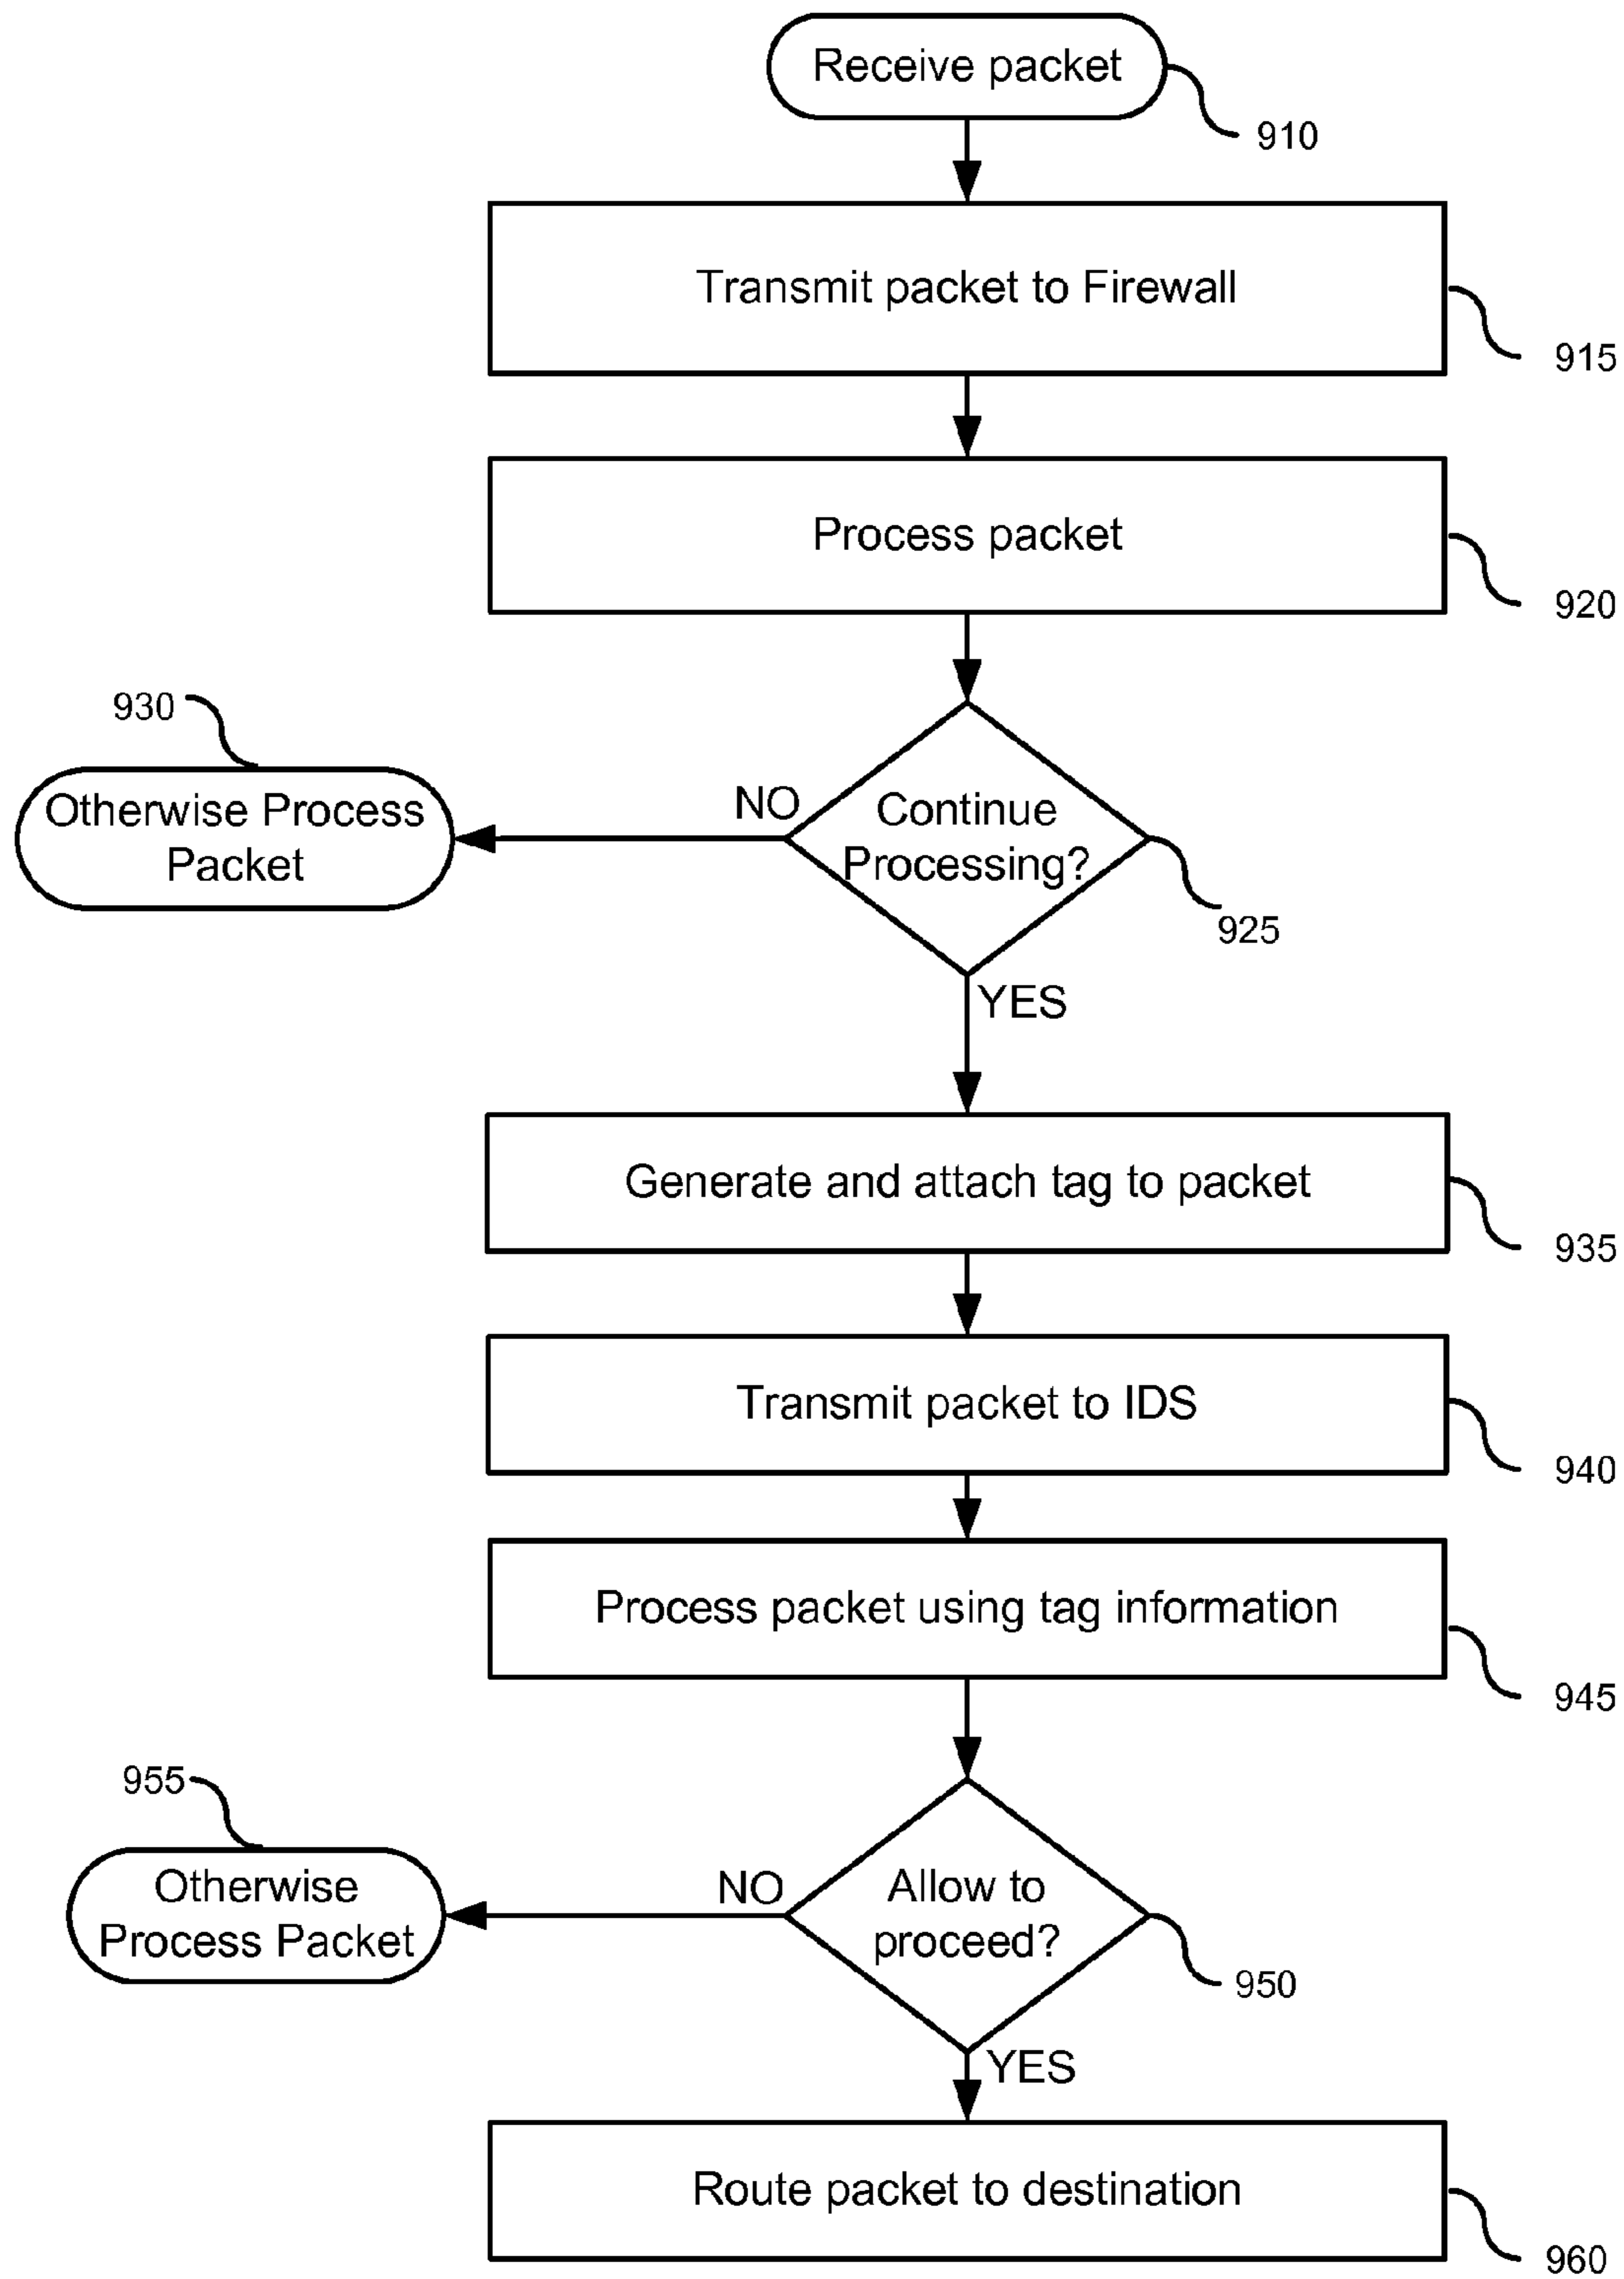 Receive packet
910
Transmit packet to Firewall
915
Process packet
920
930
Otherwise Process
Packet
NO
Continue
Processing?
925
YES
Generate and attach tag to packet
935
Transmit packet to IDS
940
Process packet using tag information
945
955
Otherwise
Process Packet
NO
Allow to
proceed?
950
YES
Route packet to destination
960